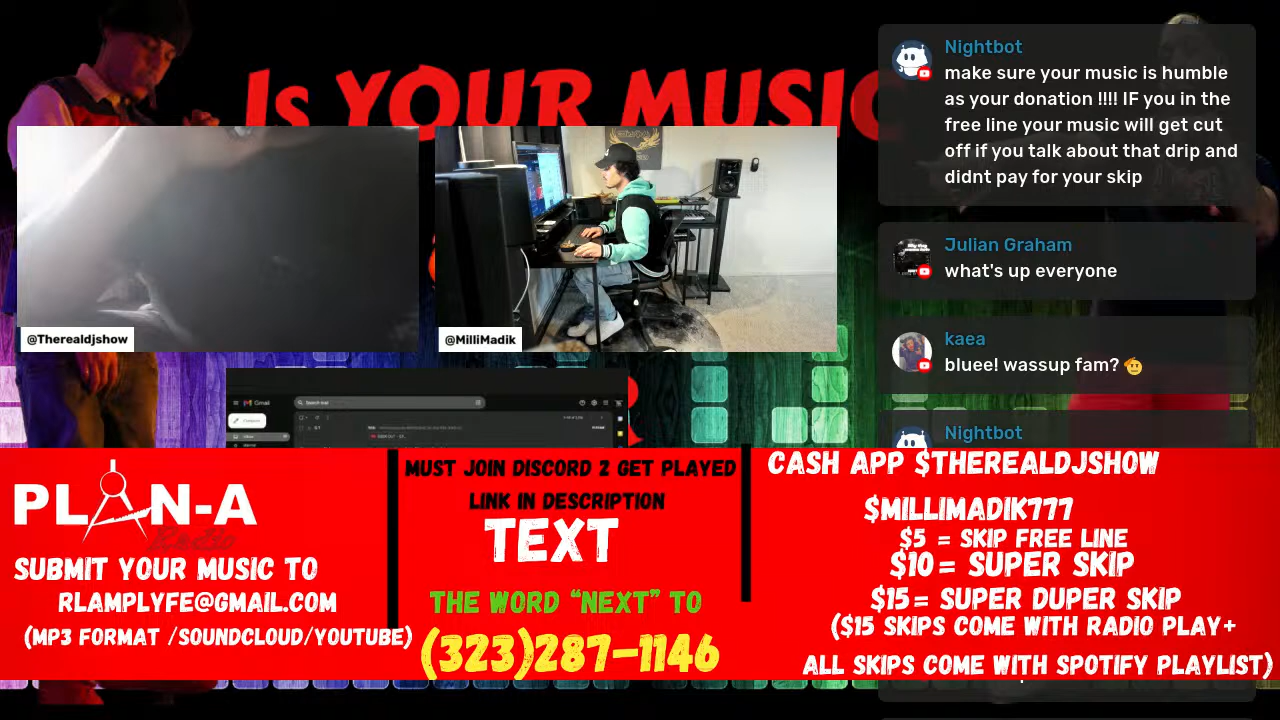 Is YOUR MUSIC
@Therealdjshow
@MilliMadik
Nightbot
make sure your music is humble
as your donation !!!! IF you in the
free line your music will get cut
off if you talk about that drip and
didnt pay for your skip
Julian Graham
what's up everyone
kaea
blueel wassup fam?
Nightbot
Gmail
Search mail
PLAN-A
Radio
SUBMIT YOUR MUSIC TO
RLAMPLYFE@GMAIL.COM
(MP3 FORMAT /SOUNDCLOUD/YOUTUBE)
MUST JOIN DISCORD 2 GET PLAYED
LINK IN DESCRIPTION
TEXT
THE WORD “NEXT” TO
(323)287-1146
CASH APP $THEREALDJSHOW
$MILLIMADIK777
$5 = SKIP FREE LINE
$10 = SUPER SKIP
$15 = SUPER DUPER SKIP
($15 SKIPS COME WITH RADIO PLAY+
ALL SKIPS COME WITH SPOTIFY PLAYLIST)